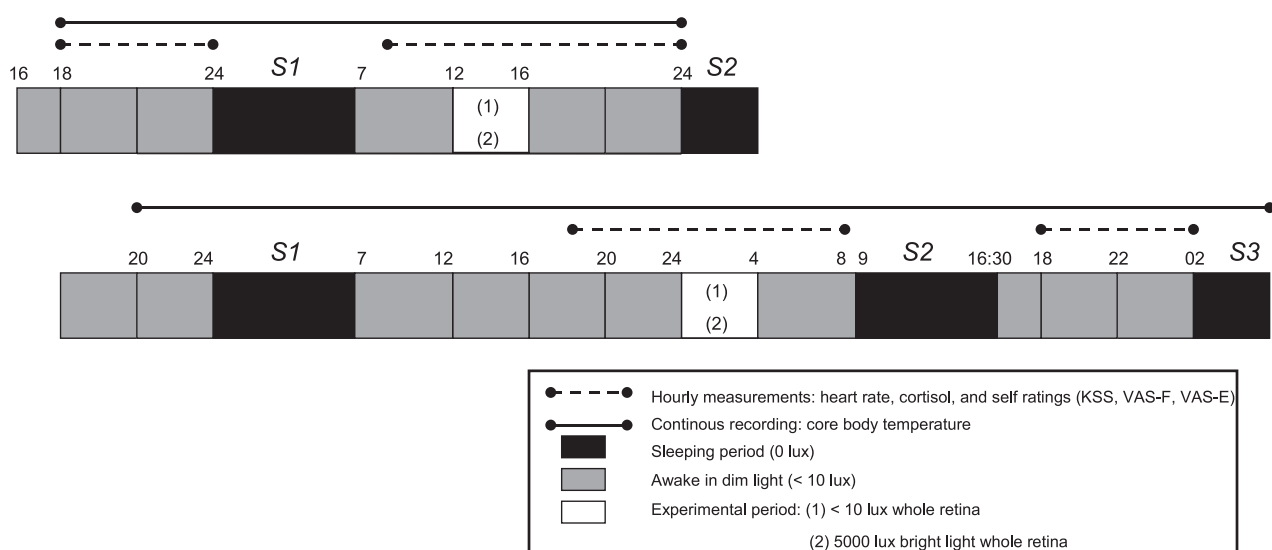 S1 S2
16 18 24 7 12 16 24
(1)
(2)
S1 S2 S3
20 24 7 12 16 20 24 4 8 9 16:30 18 22 02
(1)
(2)
Hourly measurements: heart rate, cortisol, and self ratings (KSS, VAS-F, VAS-E)
Continous recording: core body temperature
Sleeping period (0 lux)
Awake in dim light (< 10 lux)
Experimental period: (1) < 10 lux whole retina
(2) 5000 lux bright light whole retina